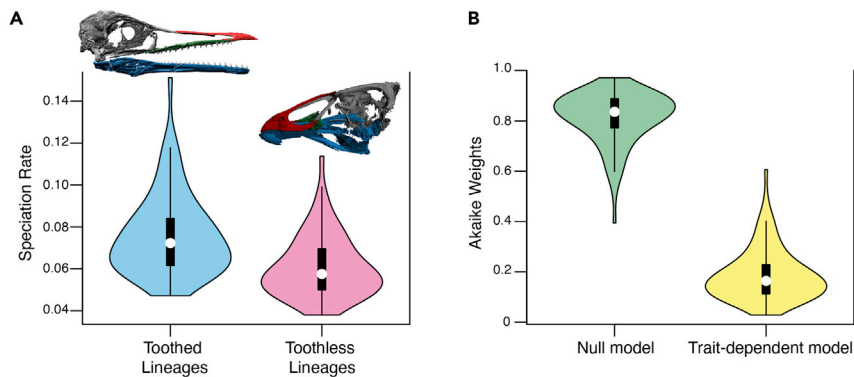 A
Speciation Rate
0.14
0.12
0.10
0.08
0.06
0.04
Toothed
Lineages
Toothless
Lineages
B
Akaike Weights
1.0
0.8
0.6
0.4
0.2
0
Null model
Trait-dependent model